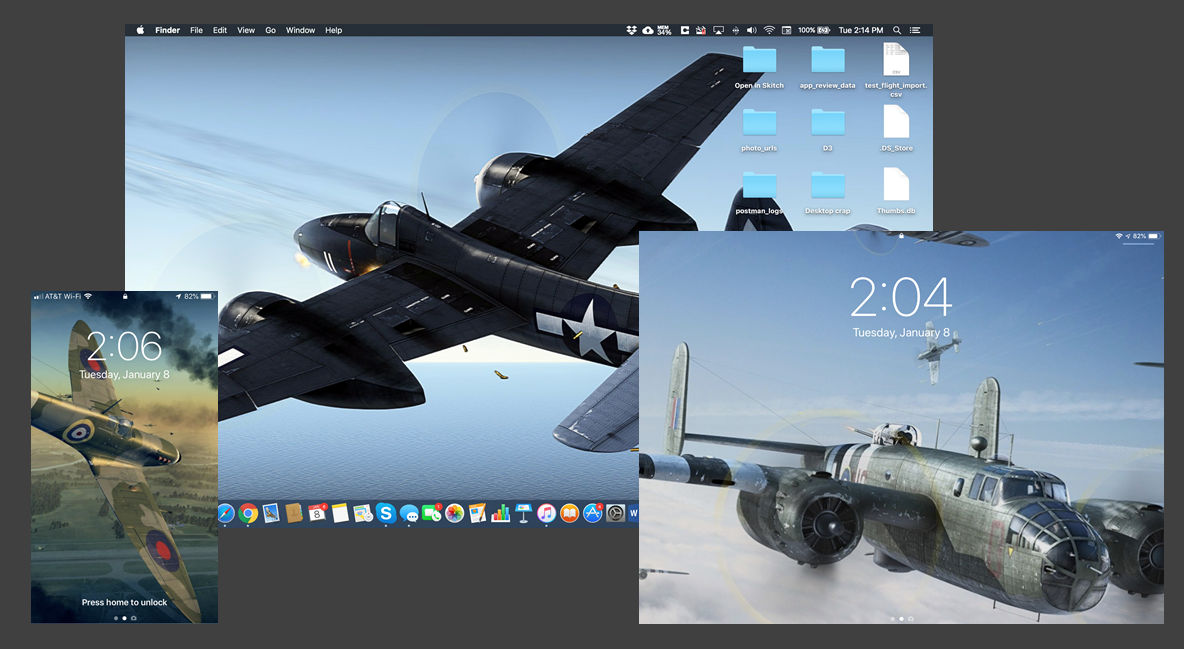 Finder File Edit View Go Window Help
MEM
34%
100% Tue 2:14 PM
Open in Skitch app_review_data test_flight_import.
csv
photo_urls D3 .DS_Store
postman_logs Desktop crap Thumbs.db
AT&T Wi-Fi 82%
2:06
Tuesday, January 8
Press home to unlock
82%
2:04
Tuesday, January 8
8
W